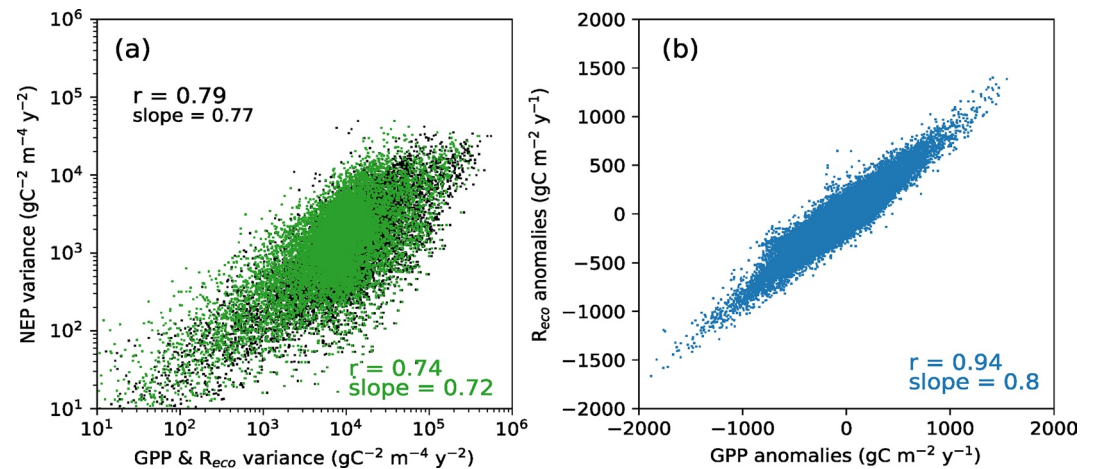 (a)
r = 0.79
slope = 0.77
r = 0.74
slope = 0.72
10⁶
10⁵
10⁴
10³
10²
10¹
10¹ 10² 10³ 10⁴ 10⁵ 10⁶
NEP variance (gC⁻² m⁻⁴ y⁻²)
GPP & Reco variance (gC⁻² m⁻⁴ y⁻²)
(b)
r = 0.94
slope = 0.8
2000
1500
1000
500
0
−500
−1000
−1500
−2000
−2000 −1000 0 1000 2000
Reco anomalies (gC m⁻² y⁻¹)
GPP anomalies (gC m⁻² y⁻¹)